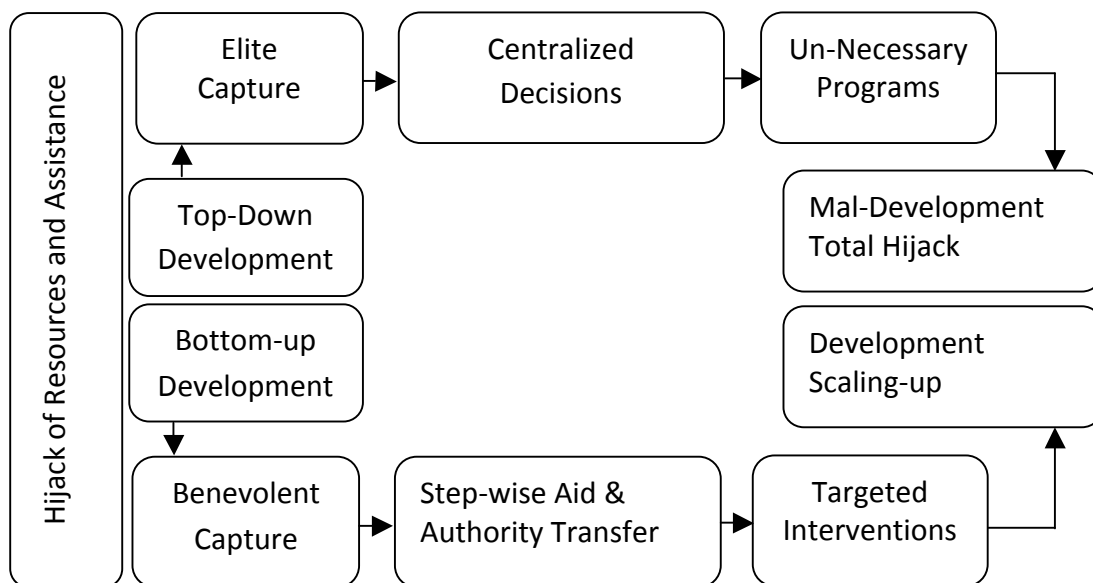 Hijack of Resources and Assistance
Elite
Capture
Centralized
Decisions
Un-Necessary
Programs
Top-Down
Development
Mal-Development
Total Hijack
Bottom-up
Development
Development
Scaling-up
Benevolent
Capture
Step-wise Aid &
Authority Transfer
Targeted
Interventions